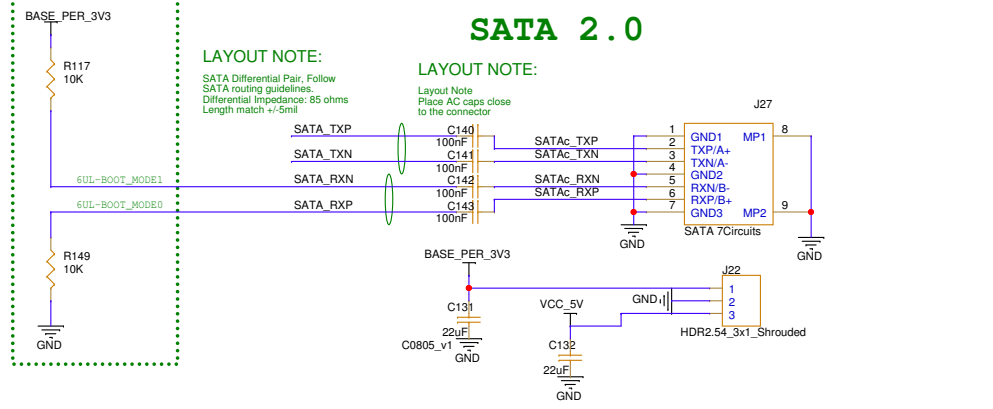 SATA 2.0
BASE_PER_3V3
R117
10K
LAYOUT NOTE:
SATA Differential Pair, Follow
SATA routing guidelines.
Differential Impedance: 85 ohms
Length match +/-5mil
LAYOUT NOTE:
Layout Note
Place AC caps close
to the connector
J27
SATA_TXP
C140
100nF
SATAc_TXP
SATA_TXN
C141
100nF
SATAc_TXN
6UL-BOOT_MODE1
SATA_RXN
C142
100nF
SATAc_RXN
6UL-BOOT_MODE0
SATA_RXP
C143
100nF
SATAc_RXP
1
GND1
MP1
8
2
TXP/A+
3
TXN/A-
4
GND2
5
RXN/B-
6
RXP/B+
7
GND3
MP2
9
SATA 7Circuits
GND
GND
R149
10K
GND
BASE_PER_3V3
C131
22uF
C0805_v1
GND
VCC_5V
C132
22uF
GND
J22
GND
1
2
3
HDR2.54_3x1_Shrouded